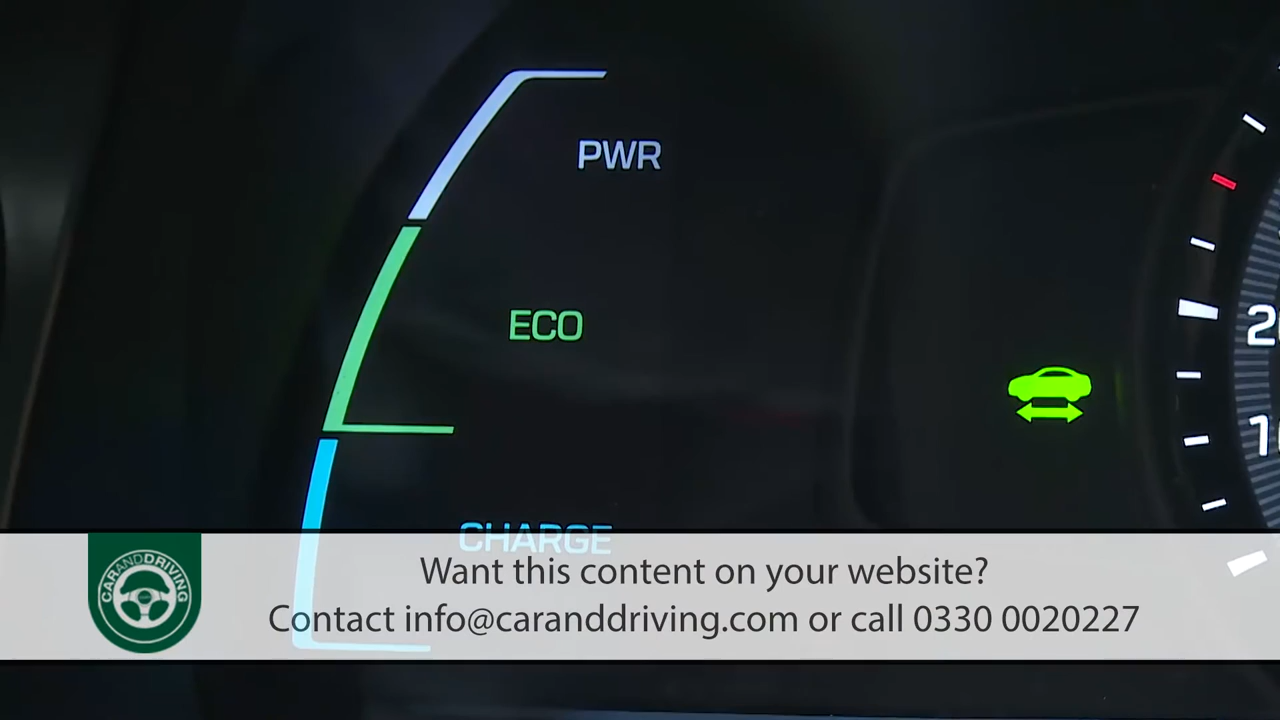 PWR
ECO
CHARGE
CARANDDRIVING
Want this content on your website?
Contact info@caranddriving.com or call 0330 0020227